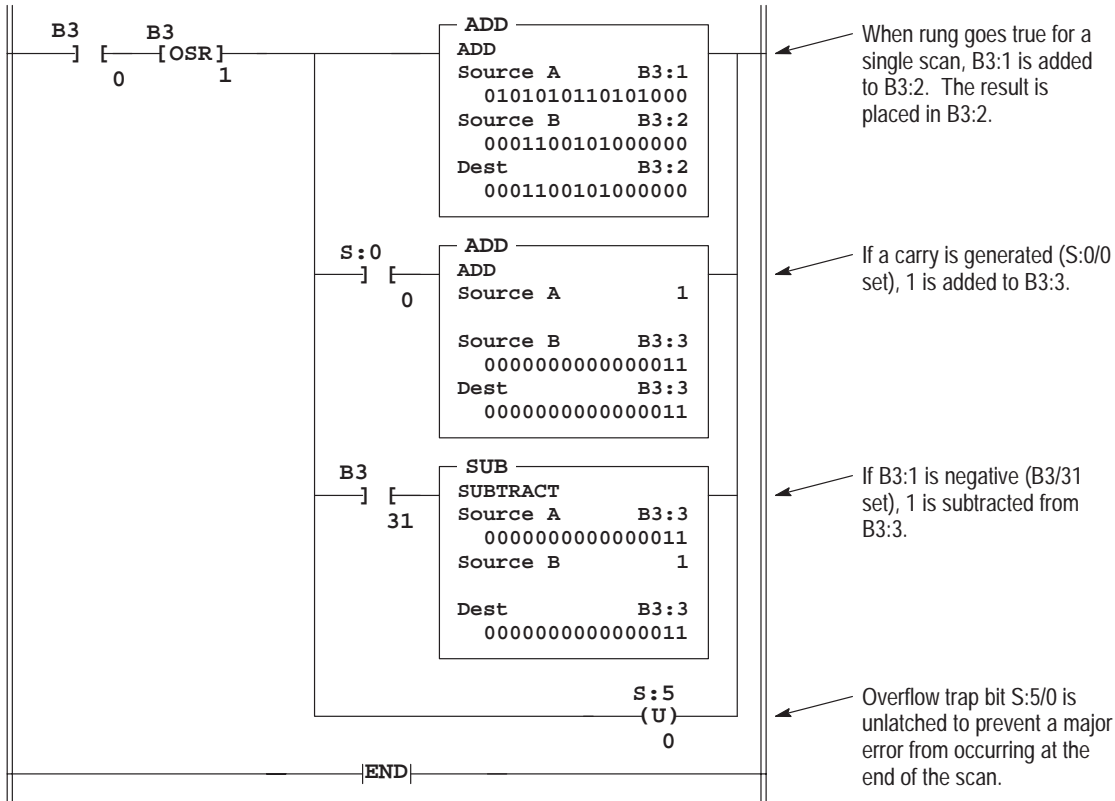 B3 B3
] [ [OSR]
0 1
ADD
ADD
Source A B3:1
0101010110101000
Source B B3:2
0001100101000000
Dest B3:2
0001100101000000
When rung goes true for a
single scan, B3:1 is added
to B3:2. The result is
placed in B3:2.
S:0
] [
0
ADD
ADD
Source A 1
Source B B3:3
0000000000000011
Dest B3:3
0000000000000011
If a carry is generated (S:0/0
set), 1 is added to B3:3.
B3
] [
31
SUB
SUBTRACT
Source A B3:3
0000000000000011
Source B 1
Dest B3:3
0000000000000011
If B3:1 is negative (B3/31
set), 1 is subtracted from
B3:3.
S:5
(U)
0
Overflow trap bit S:5/0 is
unlatched to prevent a major
error from occurring at the
end of the scan.
END